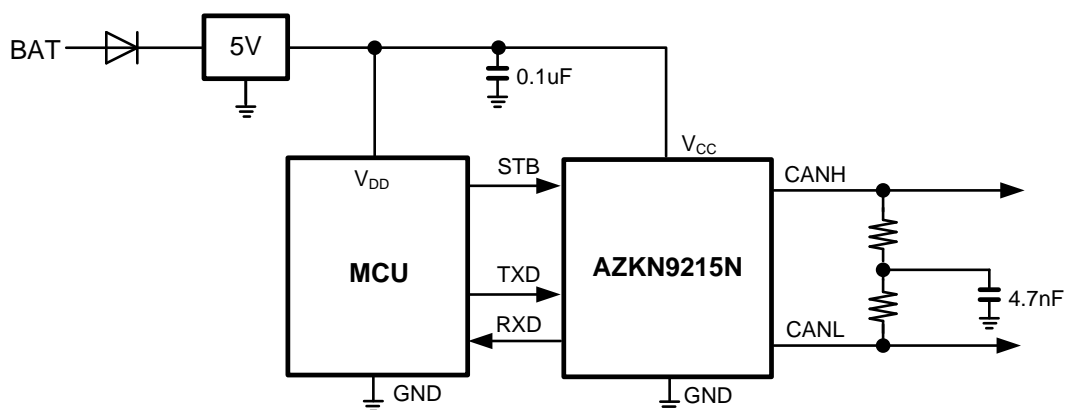 BAT
5V
0.1uF
VCC
VDD
STB
CANH
MCU
AZKN9215N
TXD
4.7nF
RXD
CANL
GND
GND